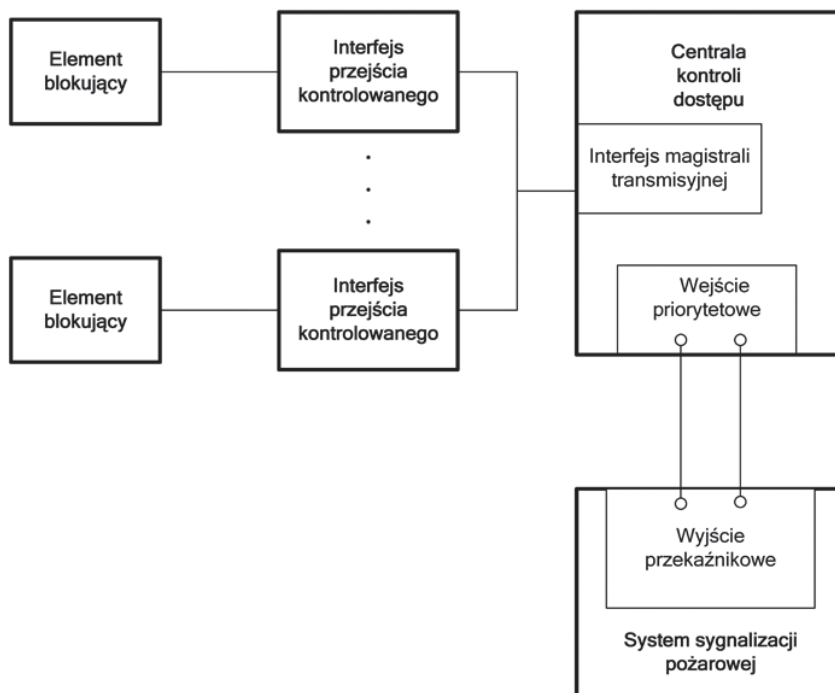 Element
blokujący
Interfejs
przejścia
kontrolowanego
Centrala
kontroli
dostępu
Interfejs magistrali
transmisyjnej
Element
blokujący
Interfejs
przejścia
kontrolowanego
Wejście
priorytetowe
Wyjście
przekaźnikowe
System sygnalizacji
pożarowej